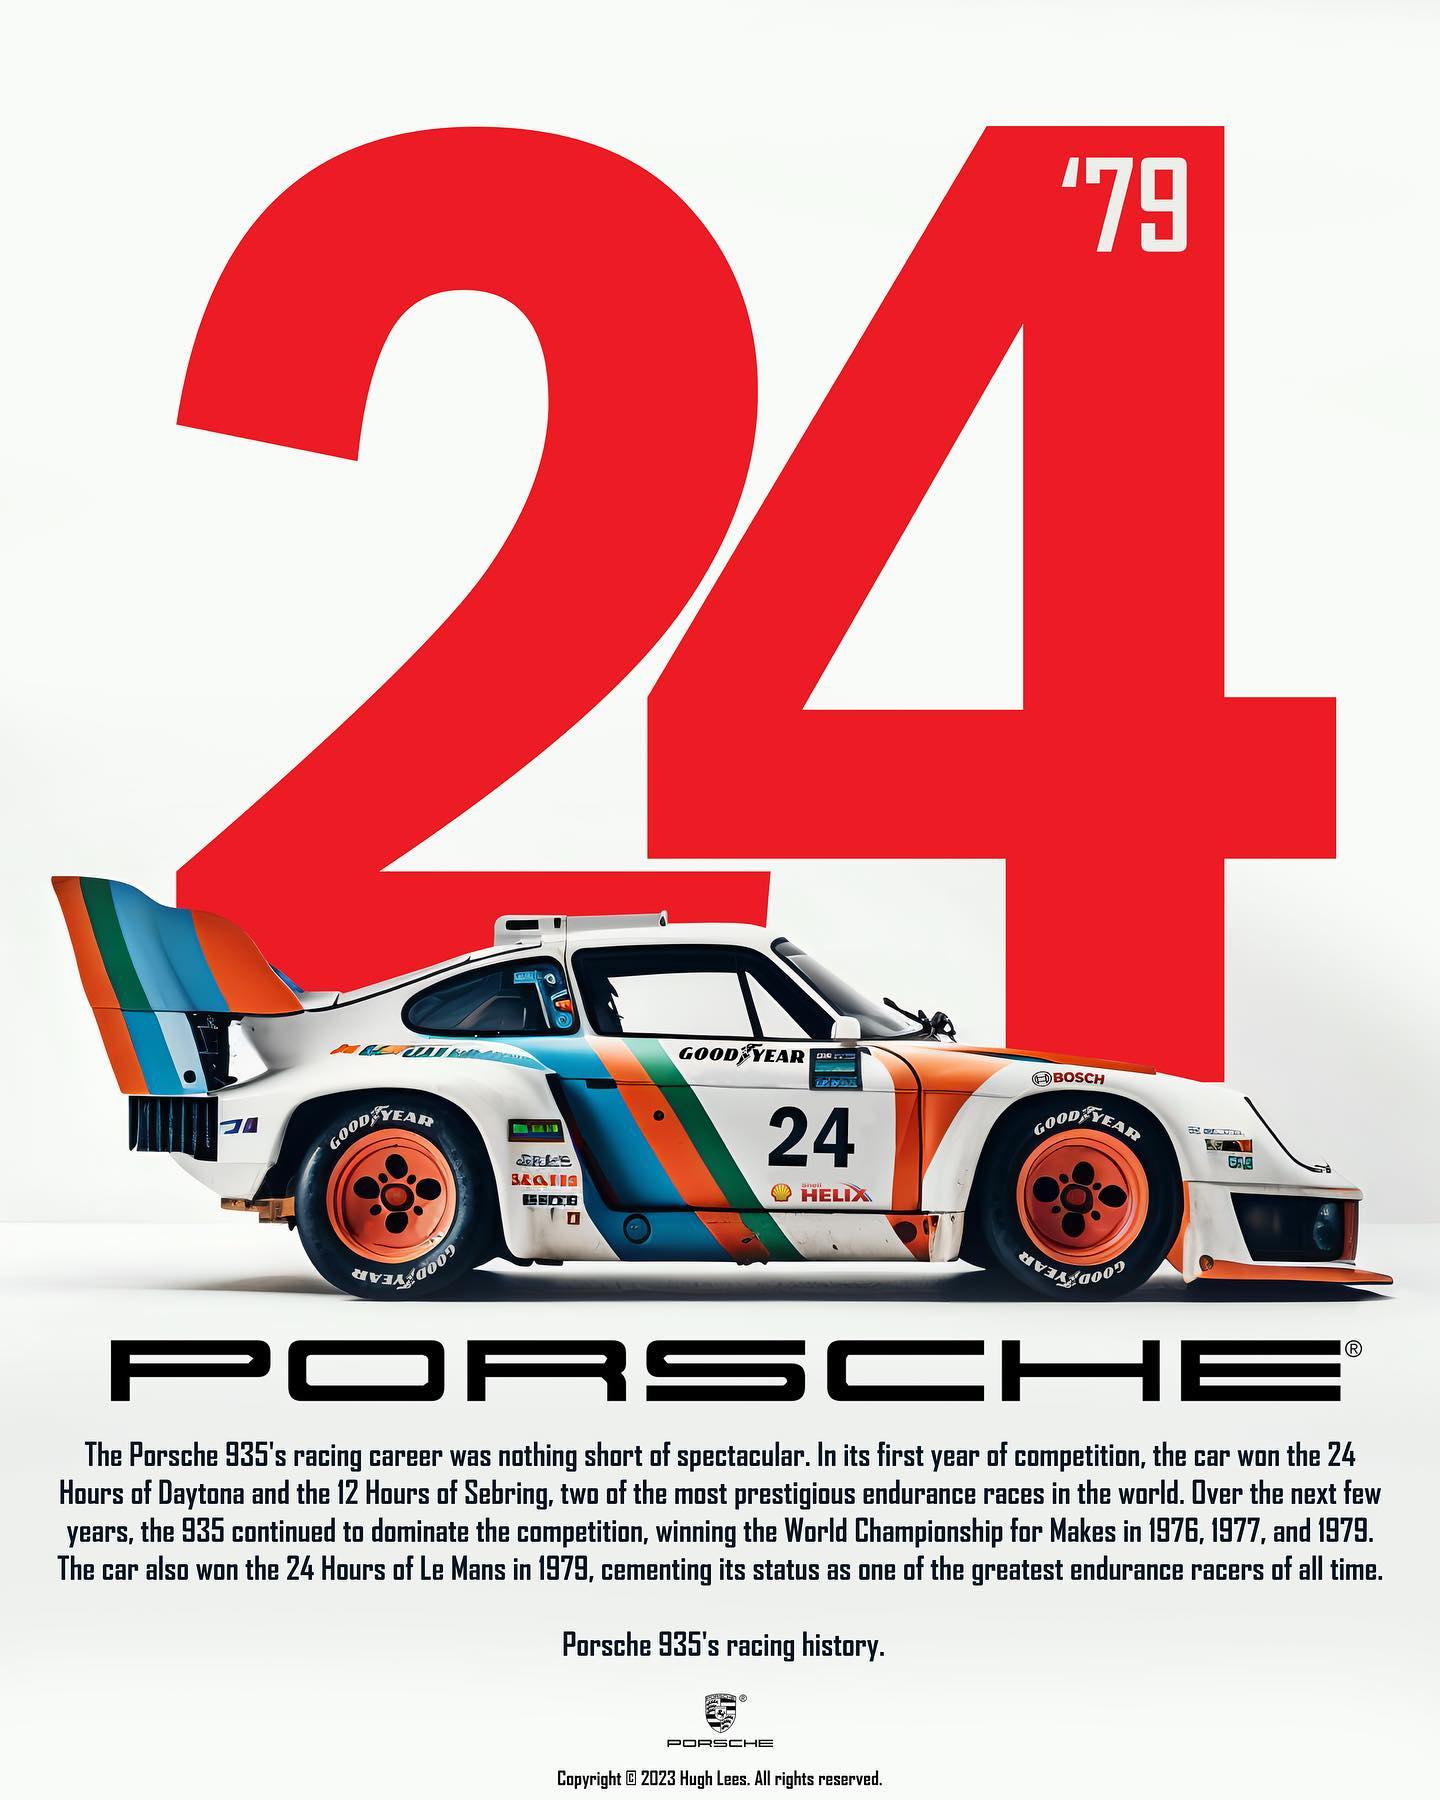 24
‘79
GOODYEAR
BOSCH
GOODYEAR
GOODYEAR
24
Shell
HELIX
GOODYEAR
GOODYEAR
PORSCHE®
The Porsche 935's racing career was nothing short of spectacular. In its first year of competition, the car won the 24
Hours of Daytona and the 12 Hours of Sebring, two of the most prestigious endurance races in the world. Over the next few
years, the 935 continued to dominate the competition, winning the World Championship for Makes in 1976, 1977, and 1979.
The car also won the 24 Hours of Le Mans in 1979, cementing its status as one of the greatest endurance racers of all time.
Porsche 935's racing history.
®
PORSCHE
Copyright © 2023 Hugh Lees. All rights reserved.